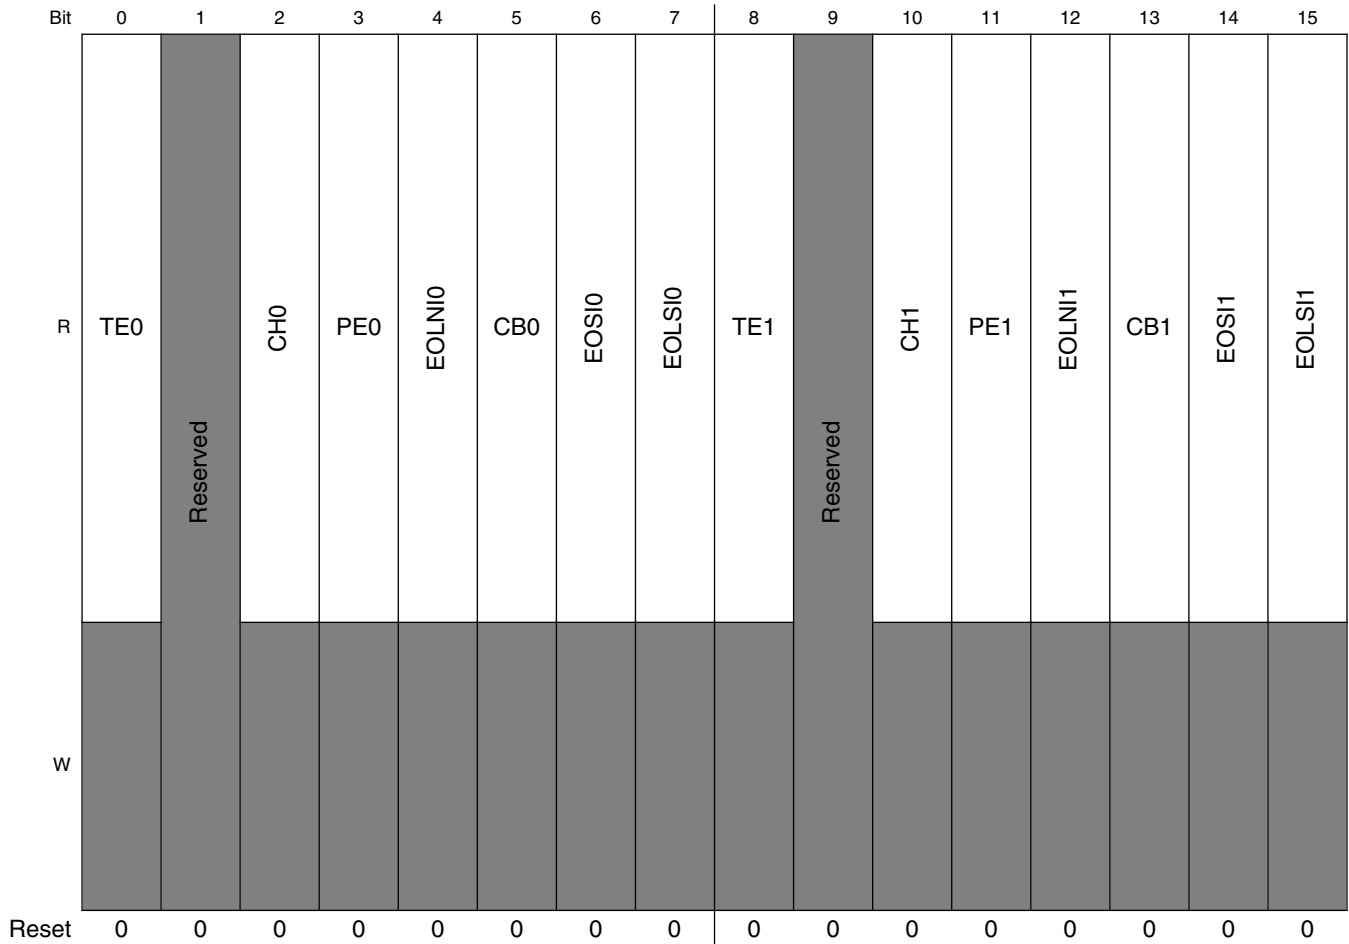 Bit 0 1 2 3 4 5 6 7 8 9 10 11 12 13 14 15
R TE0 Reserved CH0 PE0 EOLNI0 CB0 EOSI0 EOLSI0 TE1 Reserved CH1 PE1 EOLNI1 CB1 EOSI1 EOLSI1
W
Reset 0 0 0 0 0 0 0 0 0 0 0 0 0 0 0 0